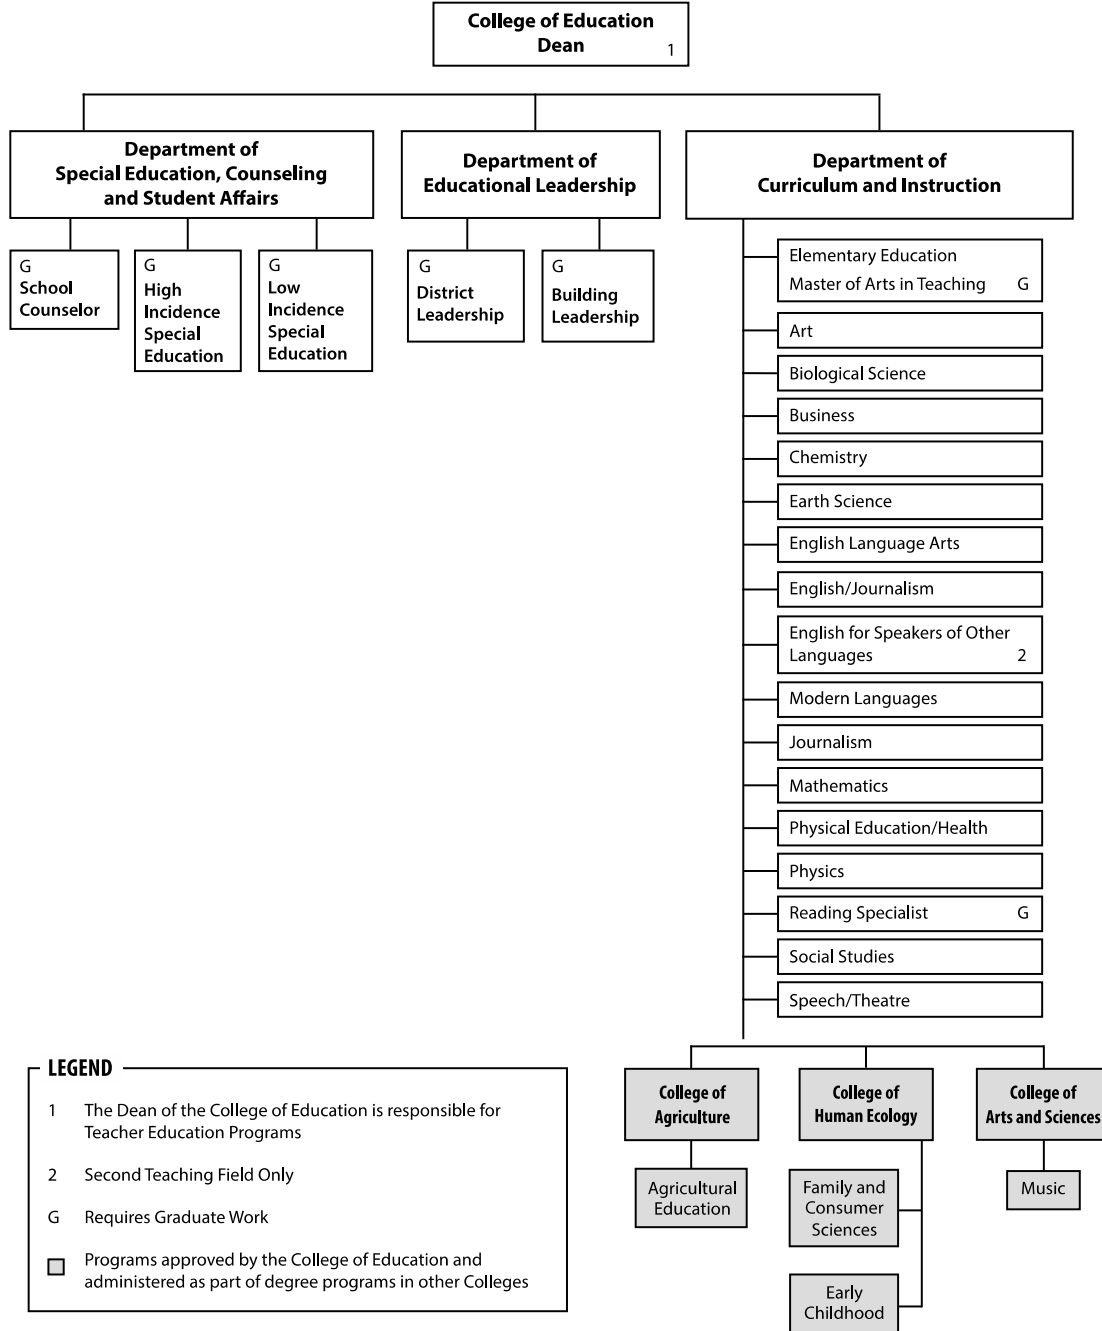 College of Education
Dean
1
Department of
Special Education, Counseling
and Student Affairs
Department of
Educational Leadership
Department of
Curriculum and Instruction
G
School
Counselor
G
High
Incidence
Special
Education
G
Low
Incidence
Special
Education
G
District
Leadership
G
Building
Leadership
Elementary Education
Master of Arts in Teaching G
Art
Biological Science
Business
Chemistry
Earth Science
English Language Arts
English/Journalism
English for Speakers of Other
Languages 2
Modern Languages
Journalism
Mathematics
Physical Education/Health
Physics
Reading Specialist G
Social Studies
Speech/Theatre
College of
Agriculture
Agricultural
Education
College of
Human Ecology
Family and
Consumer
Sciences
Early
Childhood
College of
Arts and Sciences
Music
LEGEND
1 The Dean of the College of Education is responsible for
Teacher Education Programs
2 Second Teaching Field Only
G Requires Graduate Work
Programs approved by the College of Education and
administered as part of degree programs in other Colleges